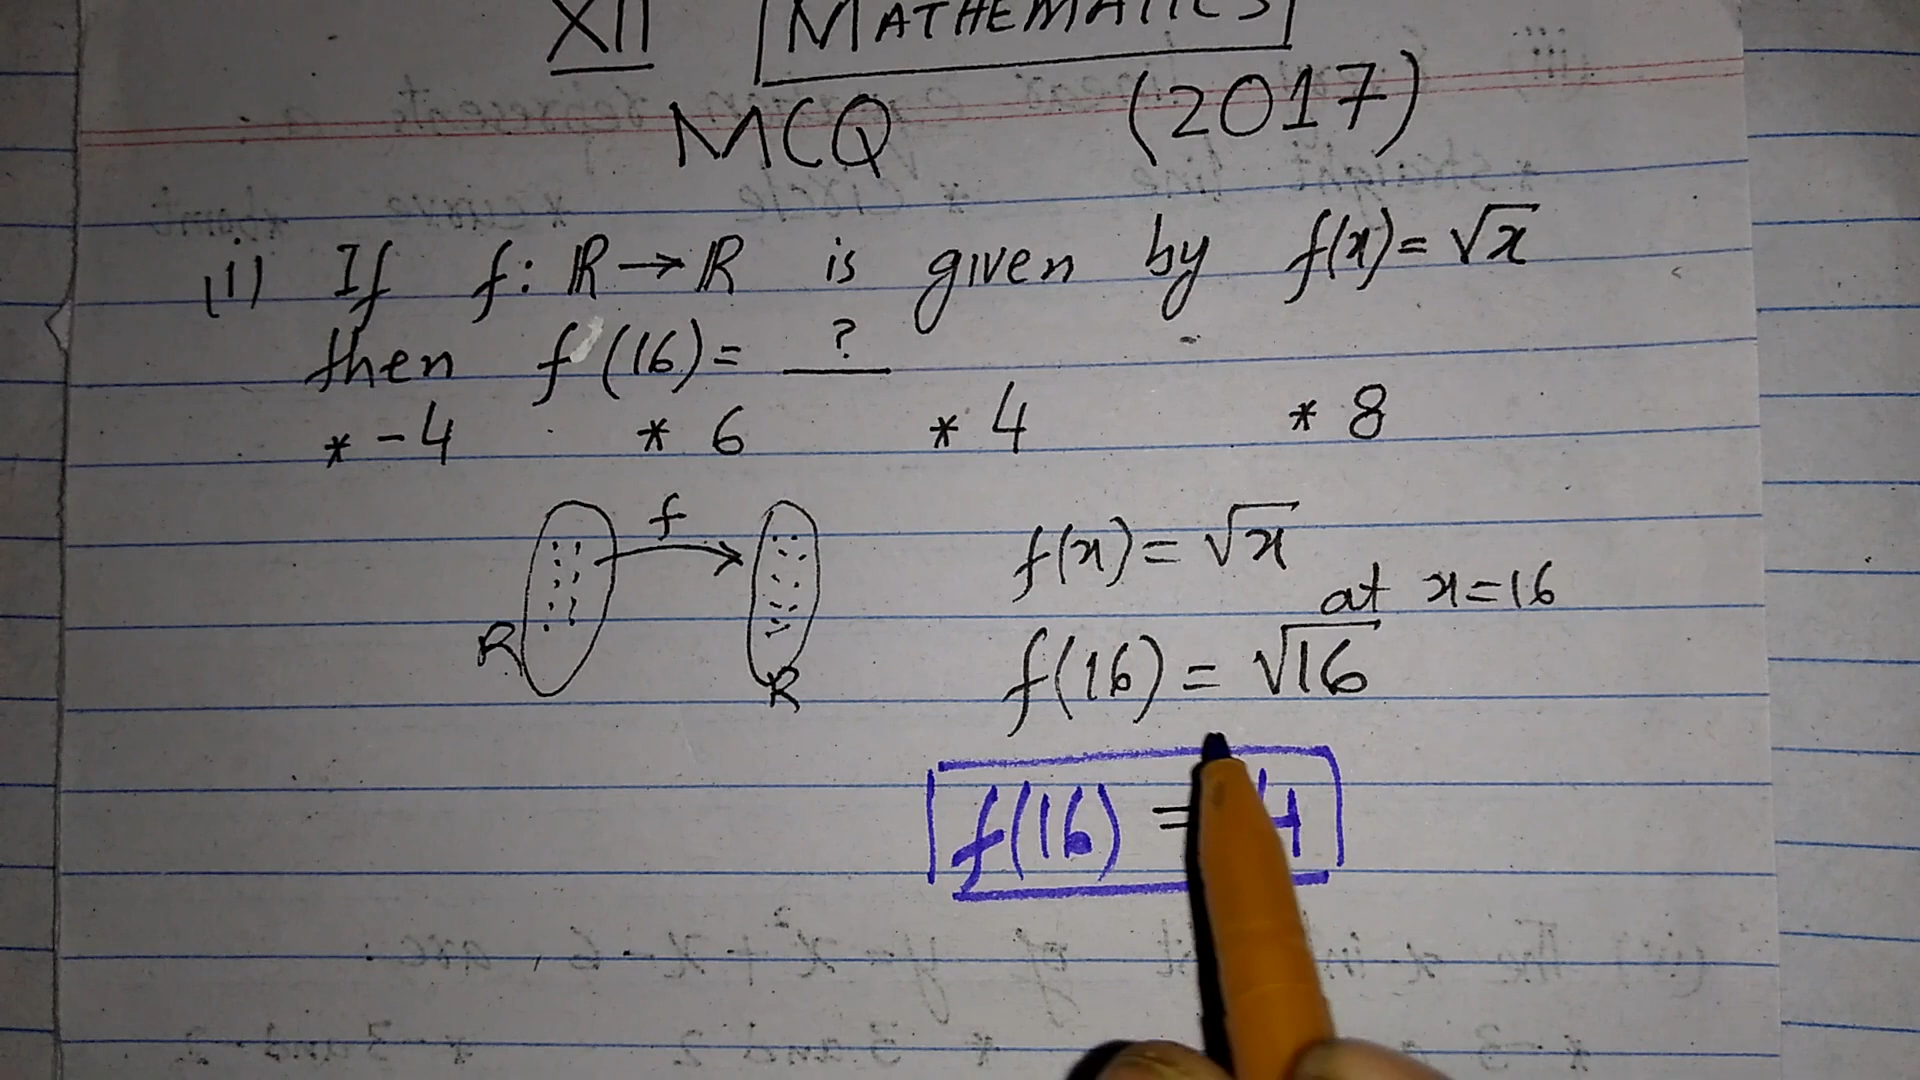 XII MATHEMATICS
MCQ (2017)
(i) If f: R → R is given by f(x) = √x
then f(16) = ?
* -4 * 6 * 4 * 8
f
R
R
f(x) = √x
at x = 16
f(16) = √16
f(16) = 4